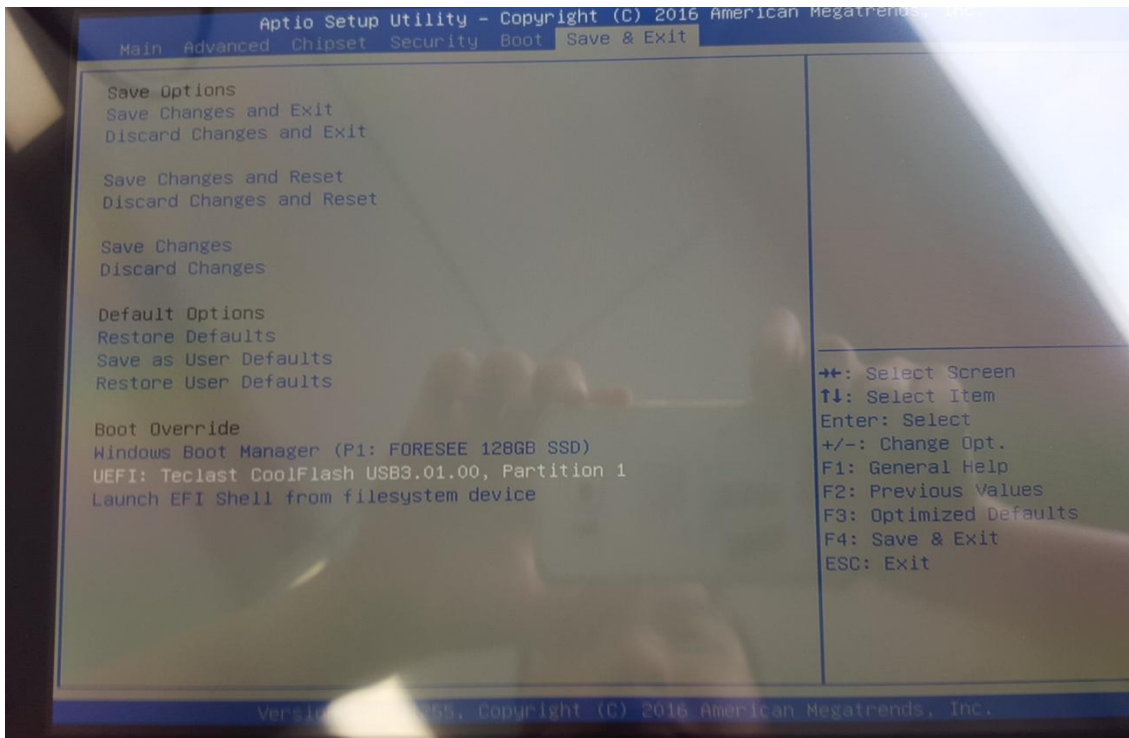 Aptio Setup Utility – Copyright (C) 2016 American Megatrends, Inc.
Main Advanced Chipset Security Boot Save & Exit
Save Options
Save Changes and Exit
Discard Changes and Exit
Save Changes and Reset
Discard Changes and Reset
Save Changes
Discard Changes
Default Options
Restore Defaults
Save as User Defaults
Restore User Defaults
Boot Override
Windows Boot Manager (P1: FORESEE 128GB SSD)
UEFI: Teclast CoolFlash USB3.01.00, Partition 1
Launch EFI Shell from filesystem device
→←: Select Screen
↑↓: Select Item
Enter: Select
+/-: Change Opt.
F1: General Help
F2: Previous Values
F3: Optimized Defaults
F4: Save & Exit
ESC: Exit
255. Copyright (C) 2016 American Megatrends, Inc.